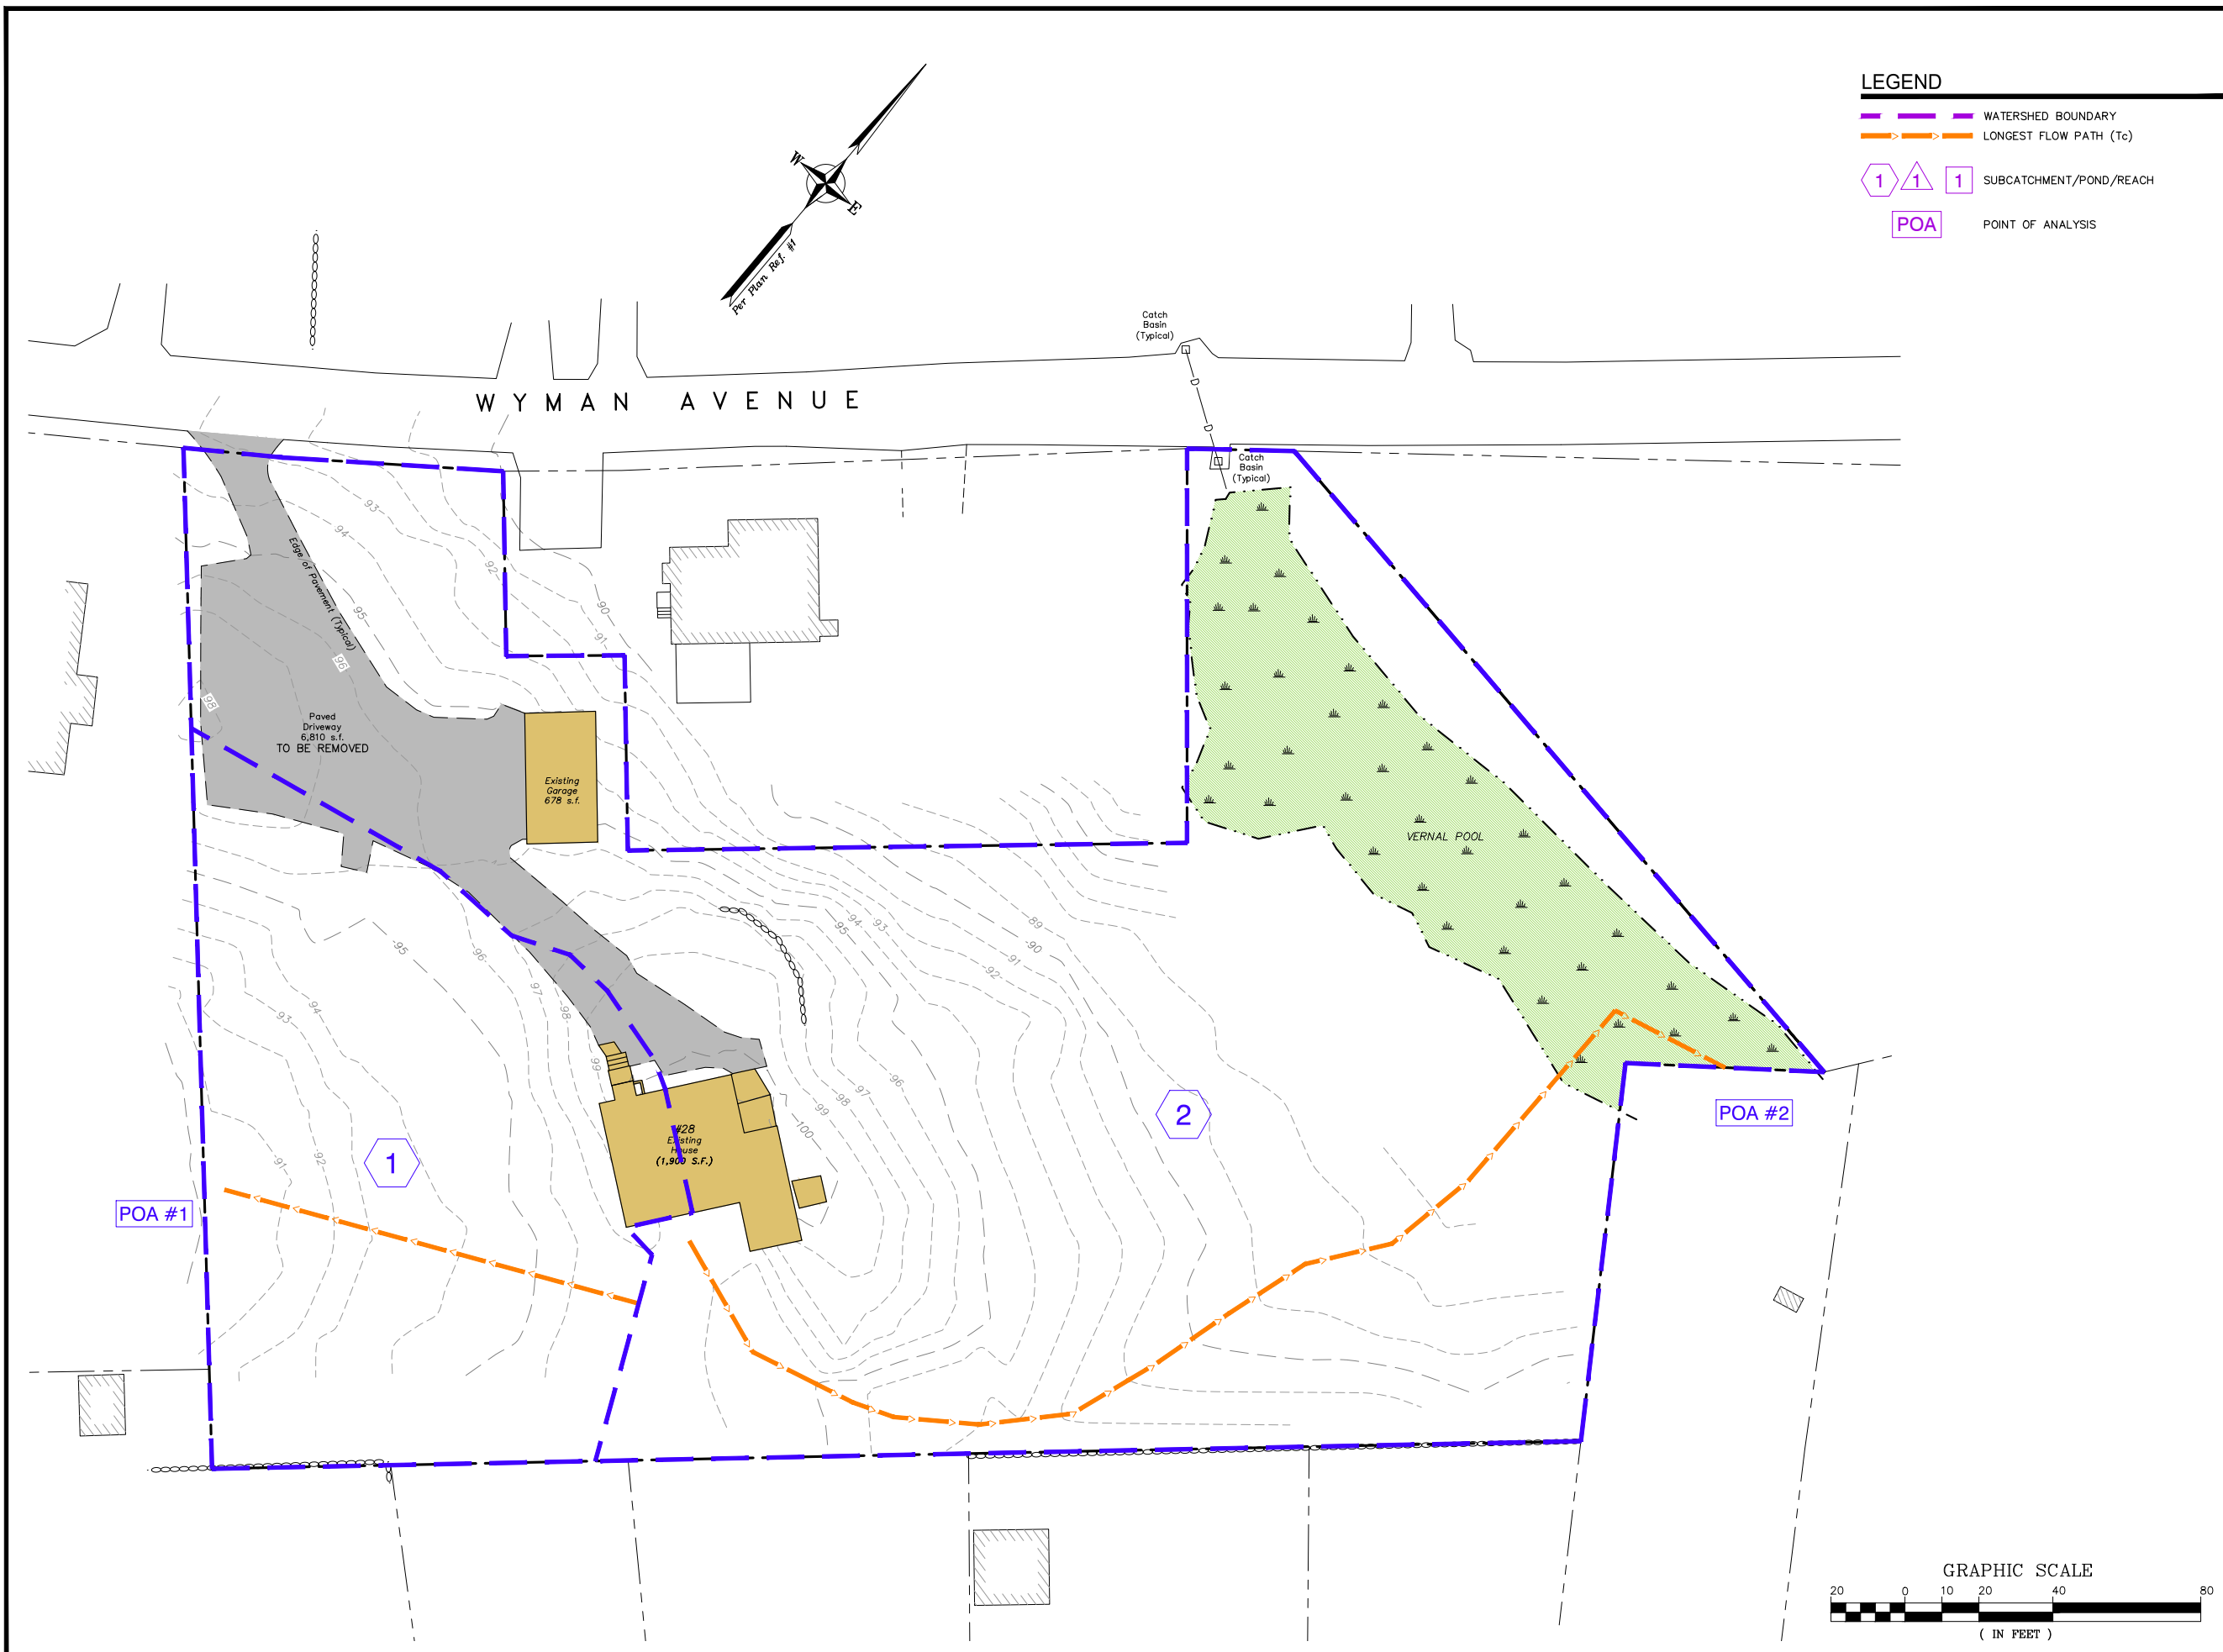 LEGEND
WATERSHED BOUNDARY
LONGEST FLOW PATH (Tc)
1 1 1 SUBCATCHMENT/POND/REACH
POA POINT OF ANALYSIS
W
E
Per Plan Ref. #1
Catch
Basin
(Typical)
D
D
WYMAN AVENUE
Catch
Basin
(Typical)
93
94
92
90
91
95
96
98
Edge of Pavement (Typical)
Paved
Driveway
6,810 s.f.
TO BE REMOVED
Existing
Garage
678 s.f.
VERNAL POOL
95
96
97
98
99
94
93
92
91
94
93
95
92
91
90
89
96
97
98
99
100
#28
Existing
House
(1,900 S.F.)
1
2
POA #1
POA #2
GRAPHIC SCALE
20 0 10 20 40 80
( IN FEET )